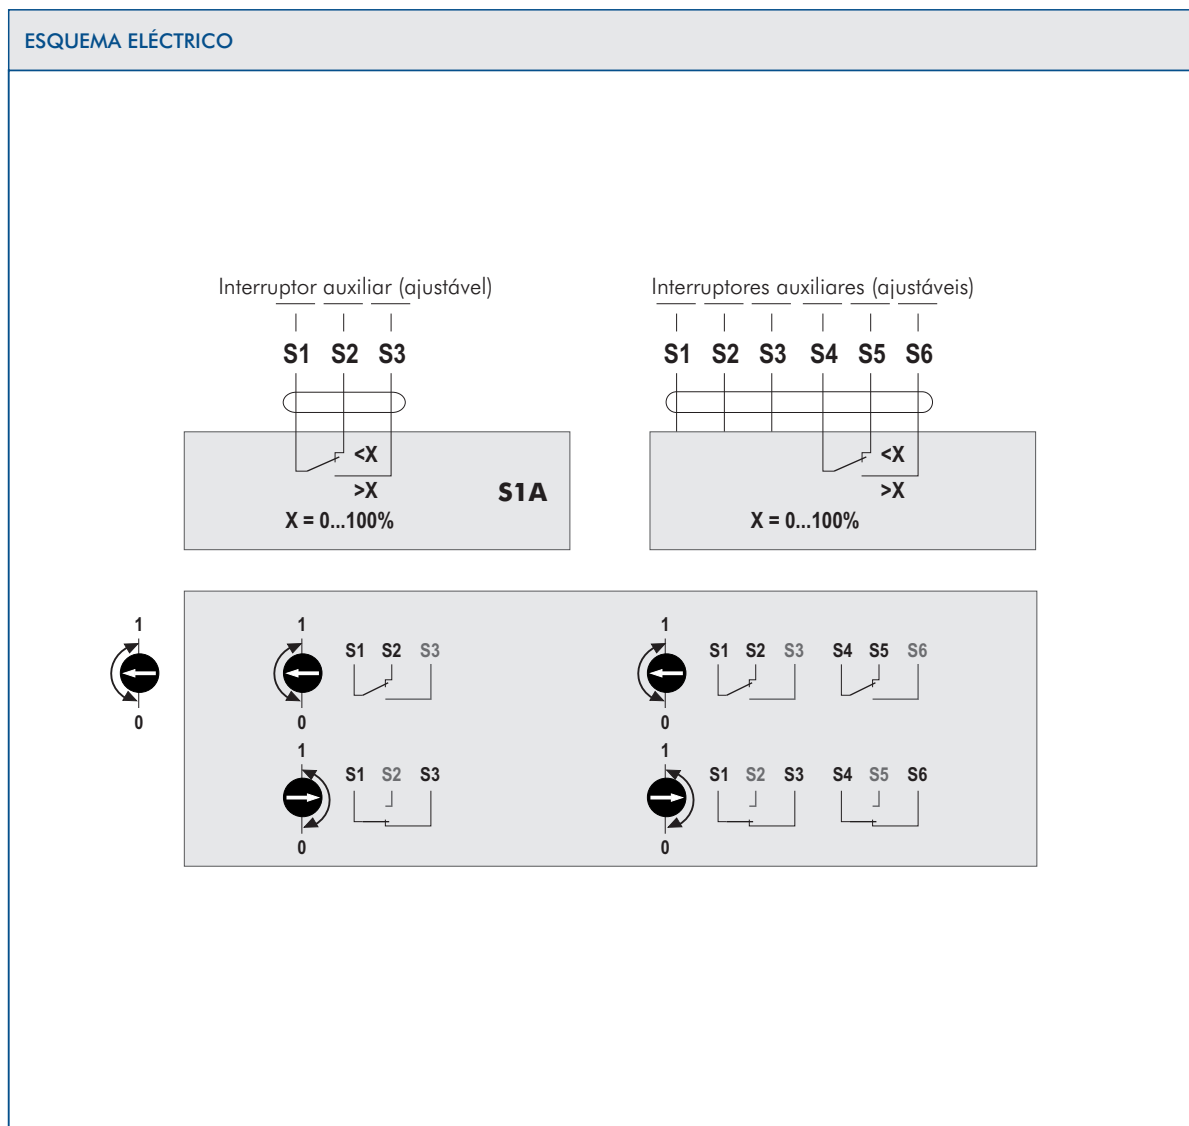 ESQUEMA ELÉCTRICO
Interruptor auxiliar (ajustável)
Interruptores auxiliares (ajustáveis)
S1 S2 S3
S1 S2 S3 S4 S5 S6
<X
>X
S1A
X = 0...100%
<X
>X
X = 0...100%
1
0
1
0
S1 S2 S3
1
0
S1 S2 S3 S4 S5 S6
1
0
S1 S2 S3
1
0
S1 S2 S3 S4 S5 S6